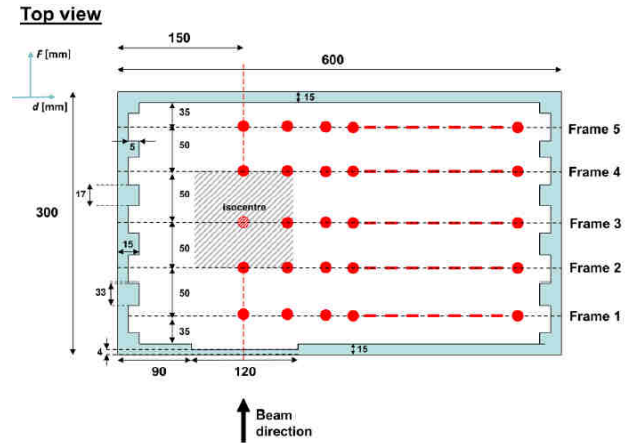 Top view
150
F [mm]
600
d [mm]
15
35
Frame 5
5
50
Frame 4
17
50
isocentre
300
Frame 3
15
50
Frame 2
33
50
Frame 1
35
4
15
90
120
Beam
direction